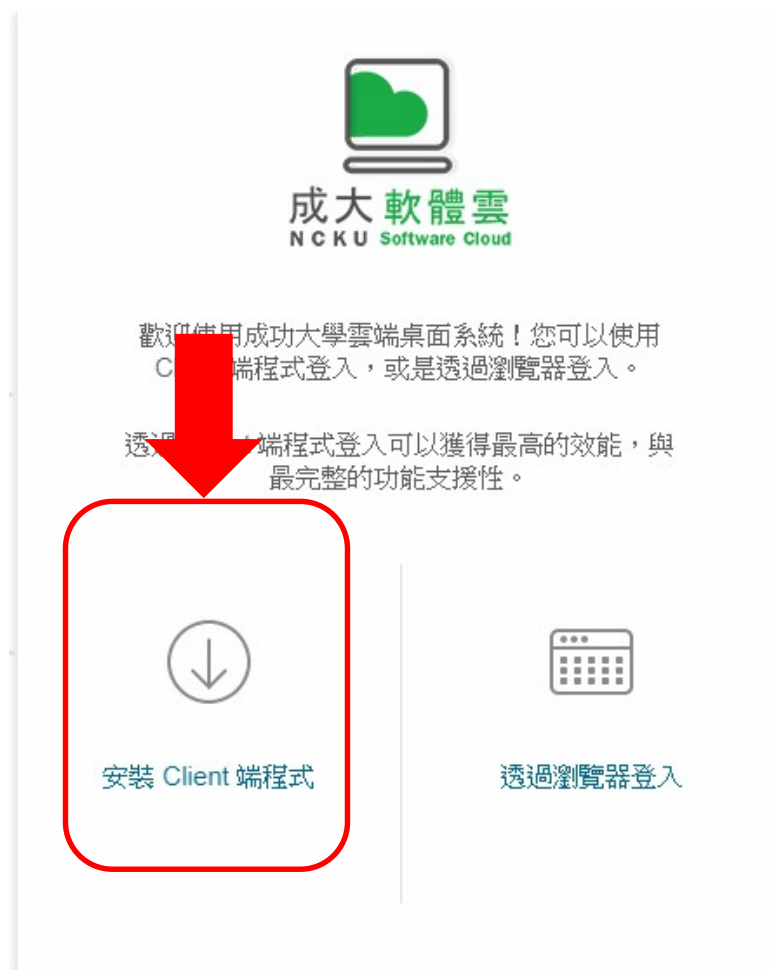 成大軟體雲
NCKU Software Cloud
歡迎使用成功大學雲端桌面系統！您可以使用
C 端程式登入，或是透過瀏覽器登入。
透過 t 端程式登入可以獲得最高的效能，與
最完整的功能支援性。
安裝 Client 端程式
透過瀏覽器登入